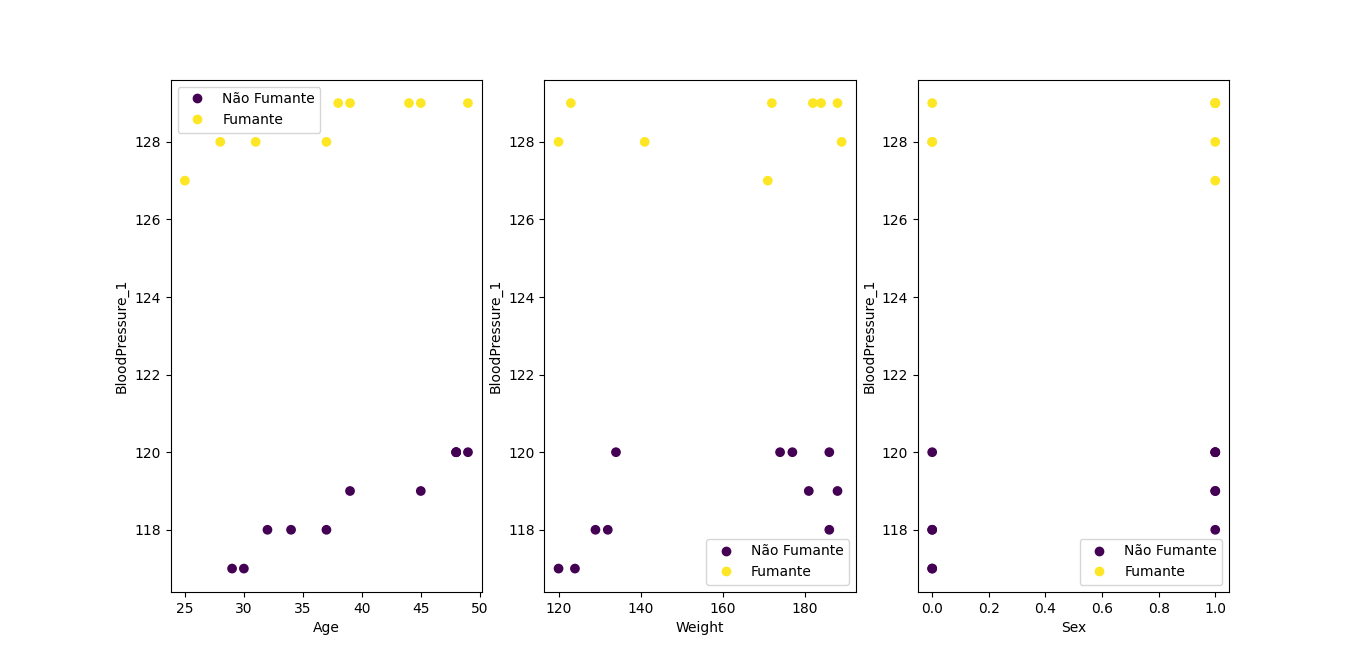 Não Fumante
Fumante
128
126
124
122
120
118
BloodPressure_1
25 30 35 40 45 50
Age
128
126
124
122
120
118
BloodPressure_1
Não Fumante
Fumante
120 140 160 180
Weight
128
126
124
122
120
118
BloodPressure_1
Não Fumante
Fumante
0.0 0.2 0.4 0.6 0.8 1.0
Sex